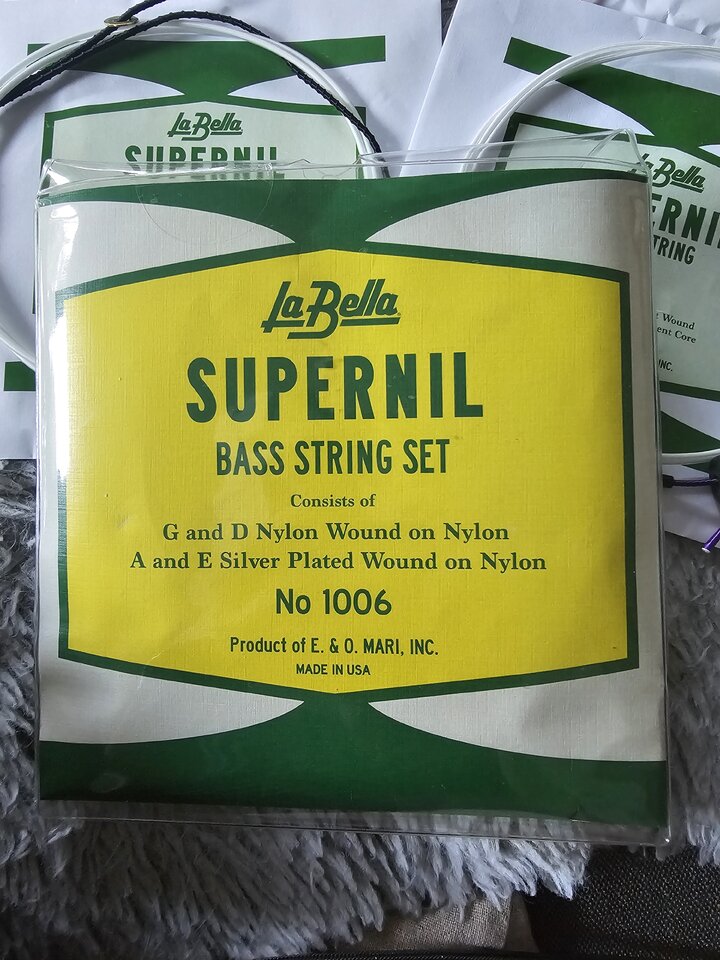 La Bella
SUPERNIL
La Bella
STRING
Wound
Core
INC.
La Bella
SUPERNIL
BASS STRING SET
Consists of
G and D Nylon Wound on Nylon
A and E Silver Plated Wound on Nylon
No 1006
Product of E. & O. MARI, INC.
MADE IN USA